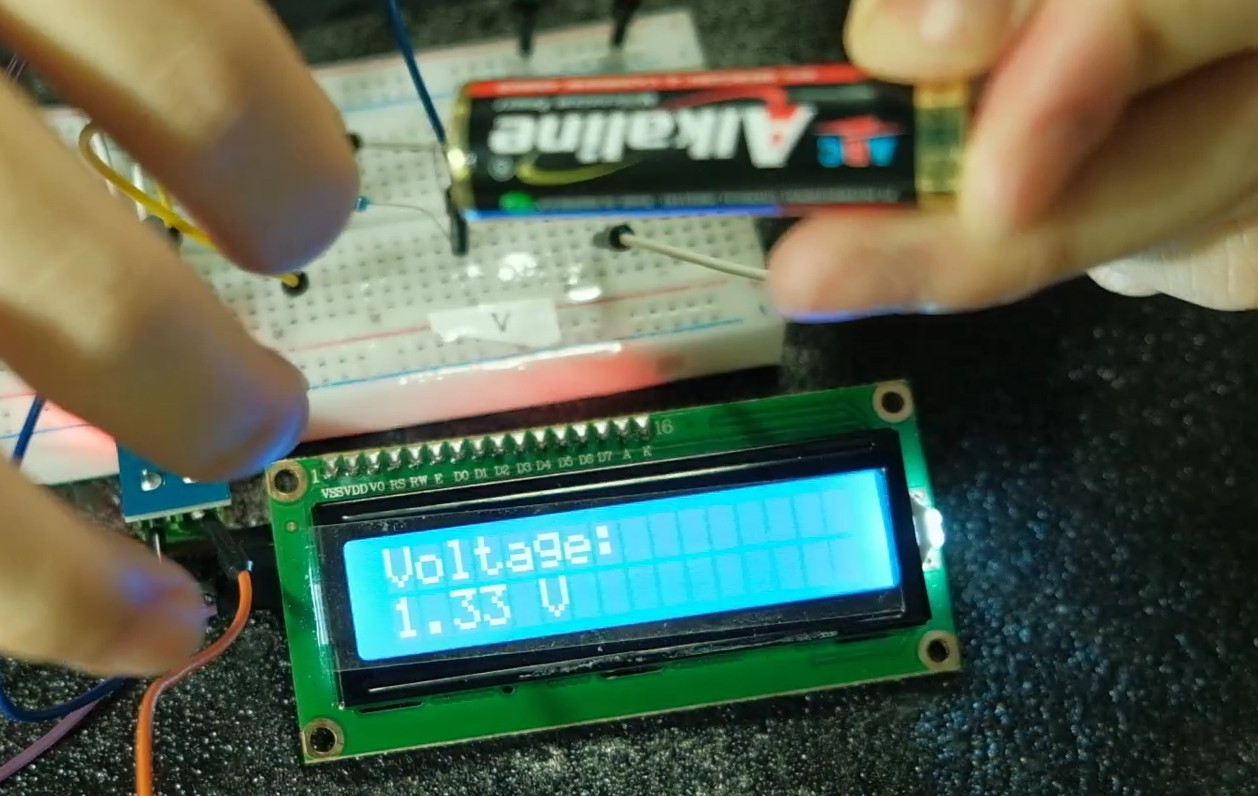 Alkaline
ABC
V
1
16
VSS VDD VO RS RW E D0 D1 D2 D3 D4 D5 D6 D7 A K
Voltage:
1.33 V